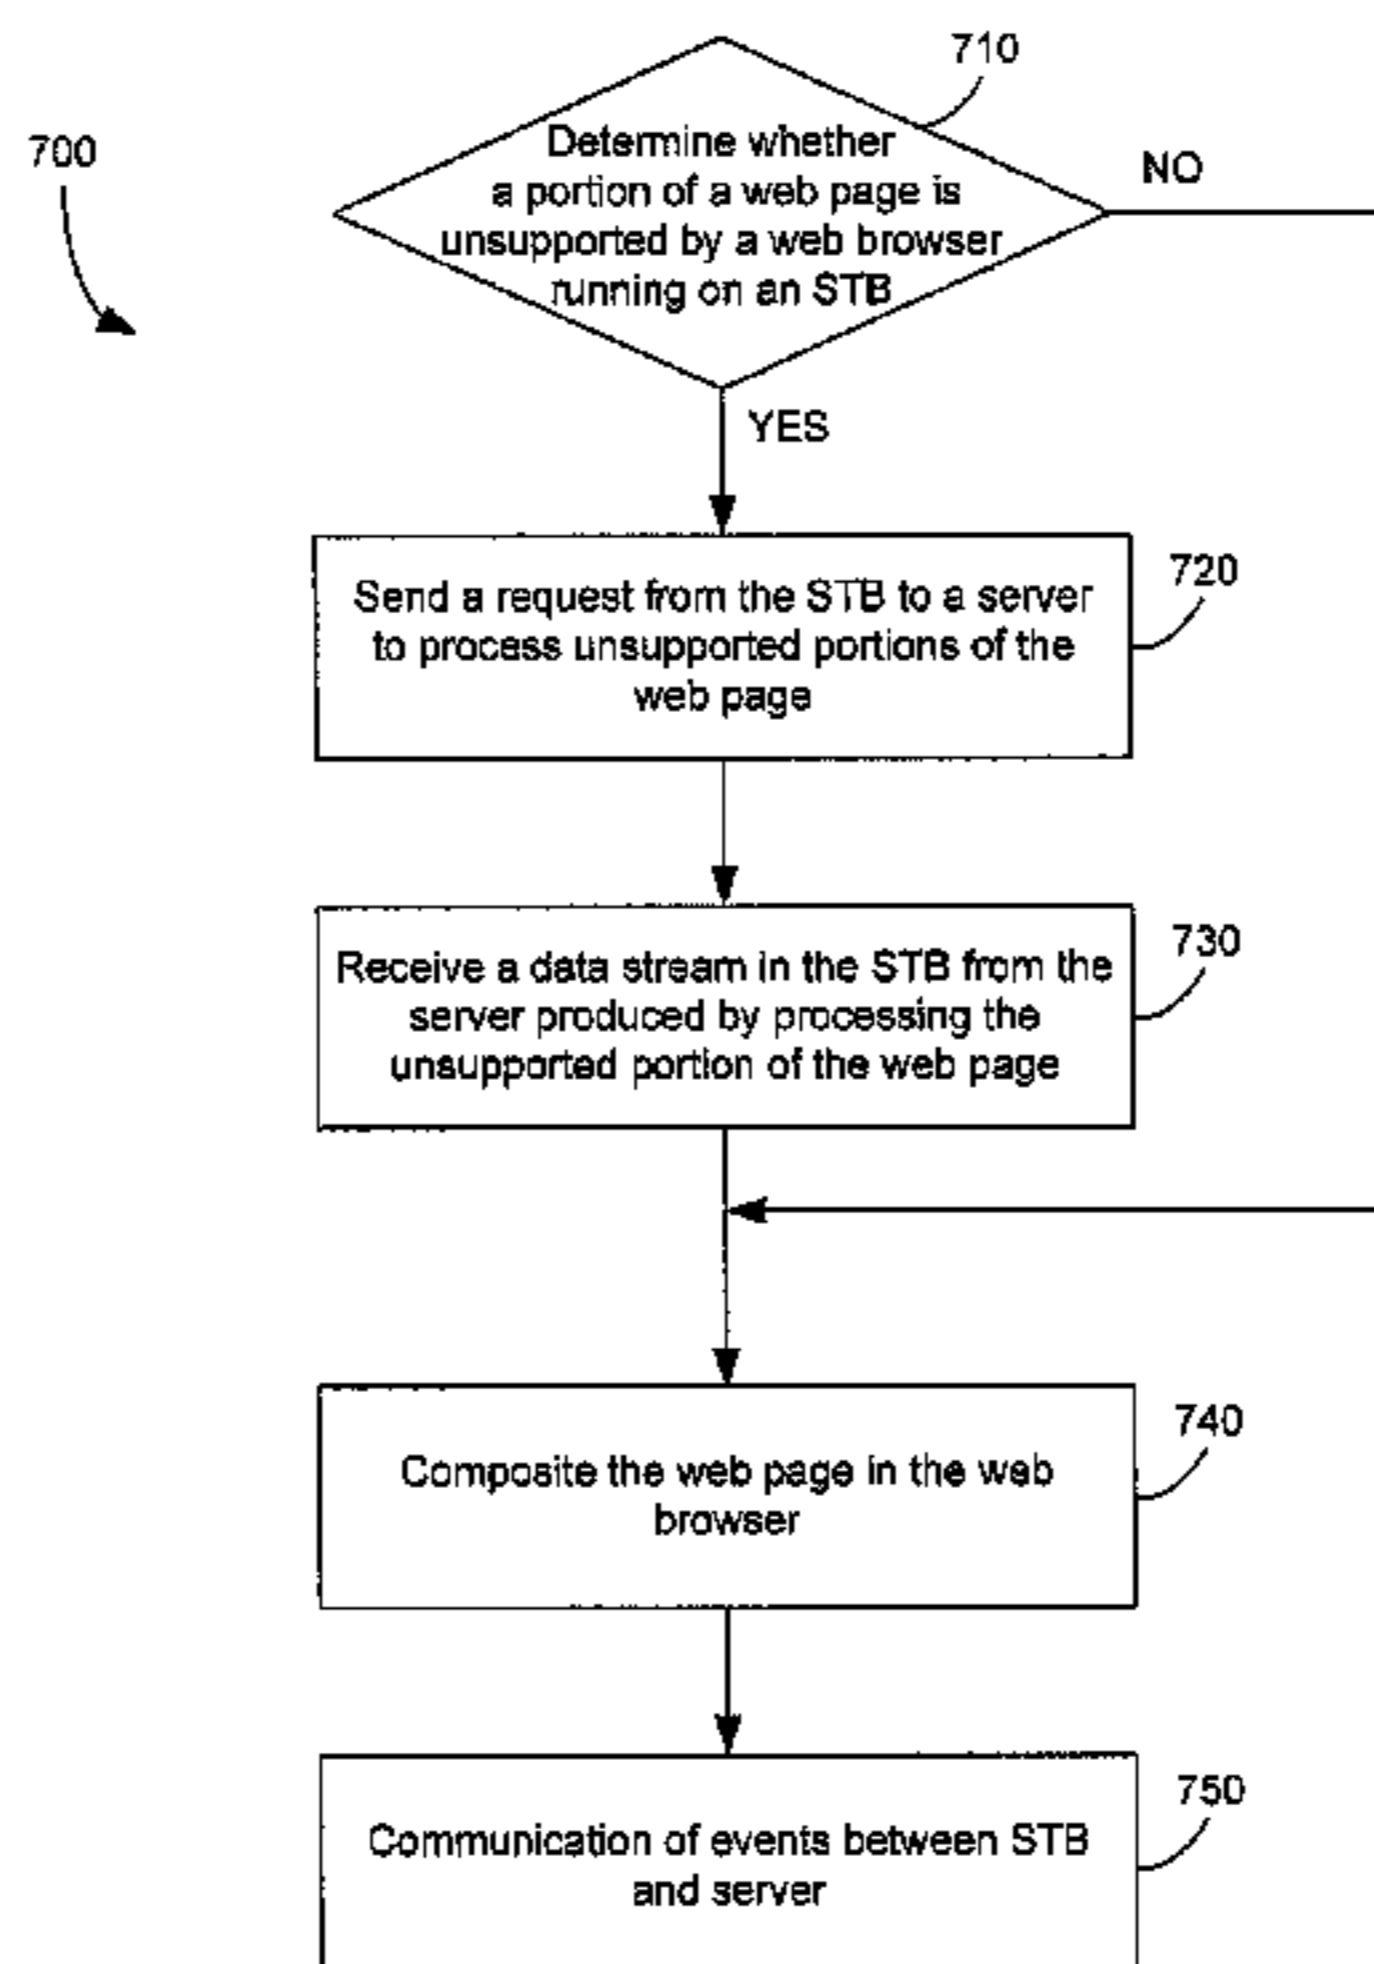 710
700
Determine whether
a portion of a web page is
unsupported by a web browser
running on an STB
NO
YES
720
Send a request from the STB to a server
to process unsupported portions of the
web page
730
Receive a data stream in the STB from the
server produced by processing the
unsupported portion of the web page
740
Composite the web page in the web
browser
750
Communication of events between STB
and server